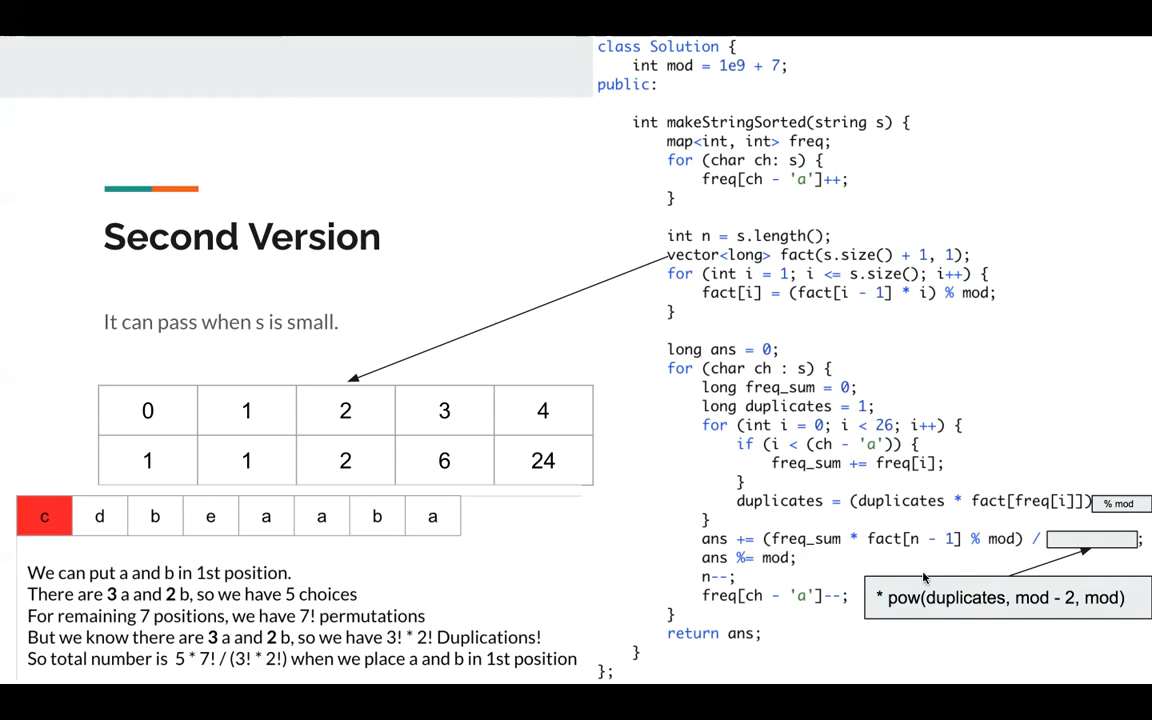 Second Version
It can pass when s is small.
0 1 2 3 4
1 1 2 6 24
c d b e a a b a
We can put a and b in 1st position.
There are 3 a and 2 b, so we have 5 choices
For remaining 7 positions, we have 7! permutations
But we know there are 3 a and 2 b, so we have 3! * 2! Duplications!
So total number is 5 * 7! / (3! * 2!) when we place a and b in 1st position
class Solution {
int mod = 1e9 + 7;
public:
int makeStringSorted(string s) {
map<int, int> freq;
for (char ch: s) {
freq[ch - 'a']++;
}
int n = s.length();
vector<long> fact(s.size() + 1, 1);
for (int i = 1; i <= s.size(); i++) {
fact[i] = (fact[i - 1] * i) % mod;
}
long ans = 0;
for (char ch : s) {
long freq_sum = 0;
long duplicates = 1;
for (int i = 0; i < 26; i++) {
if (i < (ch - 'a')) {
freq_sum += freq[i];
}
duplicates = (duplicates * fact[freq[i]]) % mod
}
ans += (freq_sum * fact[n - 1] % mod) / ;
ans %= mod;
n--;
freq[ch - 'a']--;
* pow(duplicates, mod - 2, mod)
}
return ans;
}
};